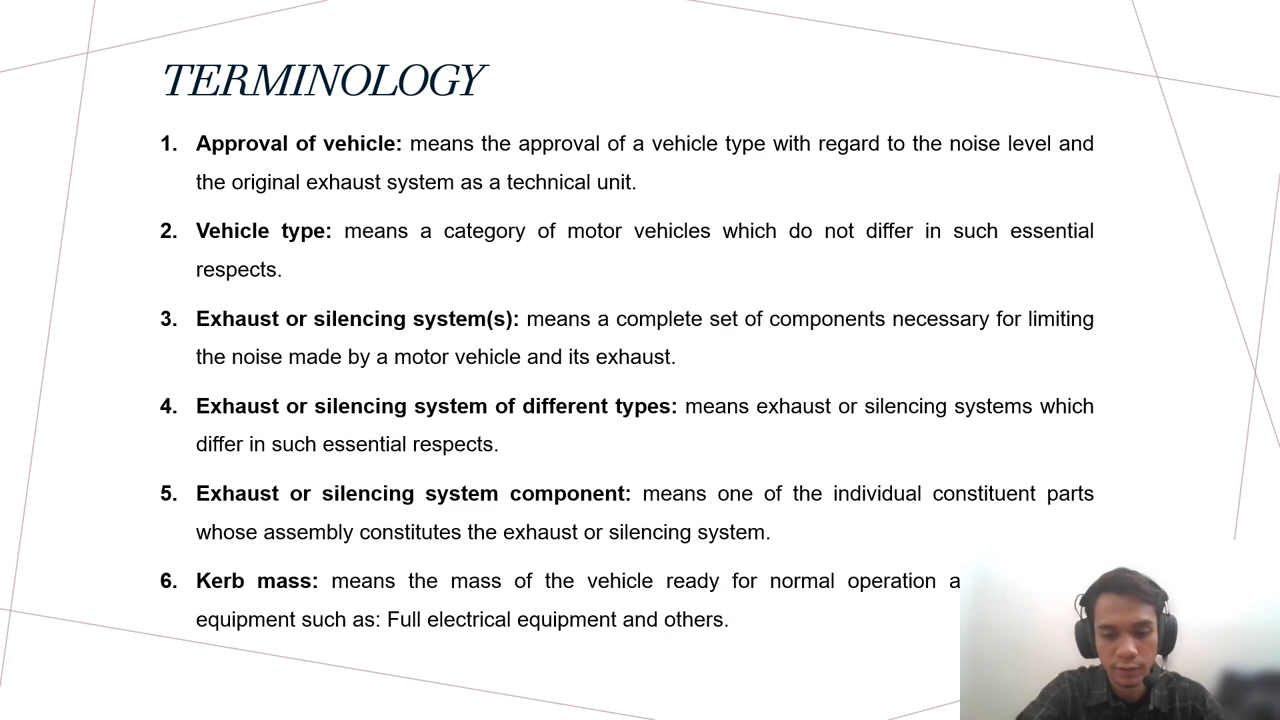 TERMINOLOGY
1. Approval of vehicle: means the approval of a vehicle type with regard to the noise level and
the original exhaust system as a technical unit.
2. Vehicle type: means a category of motor vehicles which do not differ in such essential
respects.
3. Exhaust or silencing system(s): means a complete set of components necessary for limiting
the noise made by a motor vehicle and its exhaust.
4. Exhaust or silencing system of different types: means exhaust or silencing systems which
differ in such essential respects.
5. Exhaust or silencing system component: means one of the individual constituent parts
whose assembly constitutes the exhaust or silencing system.
6. Kerb mass: means the mass of the vehicle ready for normal operation
equipment such as: Full electrical equipment and others.